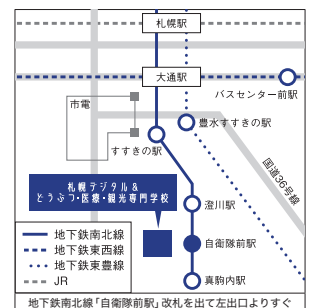 札幌駅
大通駅
バスセンター前駅
市電
豊水すすきの駅
すすきの駅
国道36号線
札幌デジタル&
どうぶつ・医療・観光専門学校
澄川駅
地下鉄南北線
地下鉄東西線
自衛隊前駅
地下鉄東豊線
JR
真駒内駅
地下鉄南北線「自衛隊前駅」改札を出て左出口よりすぐ